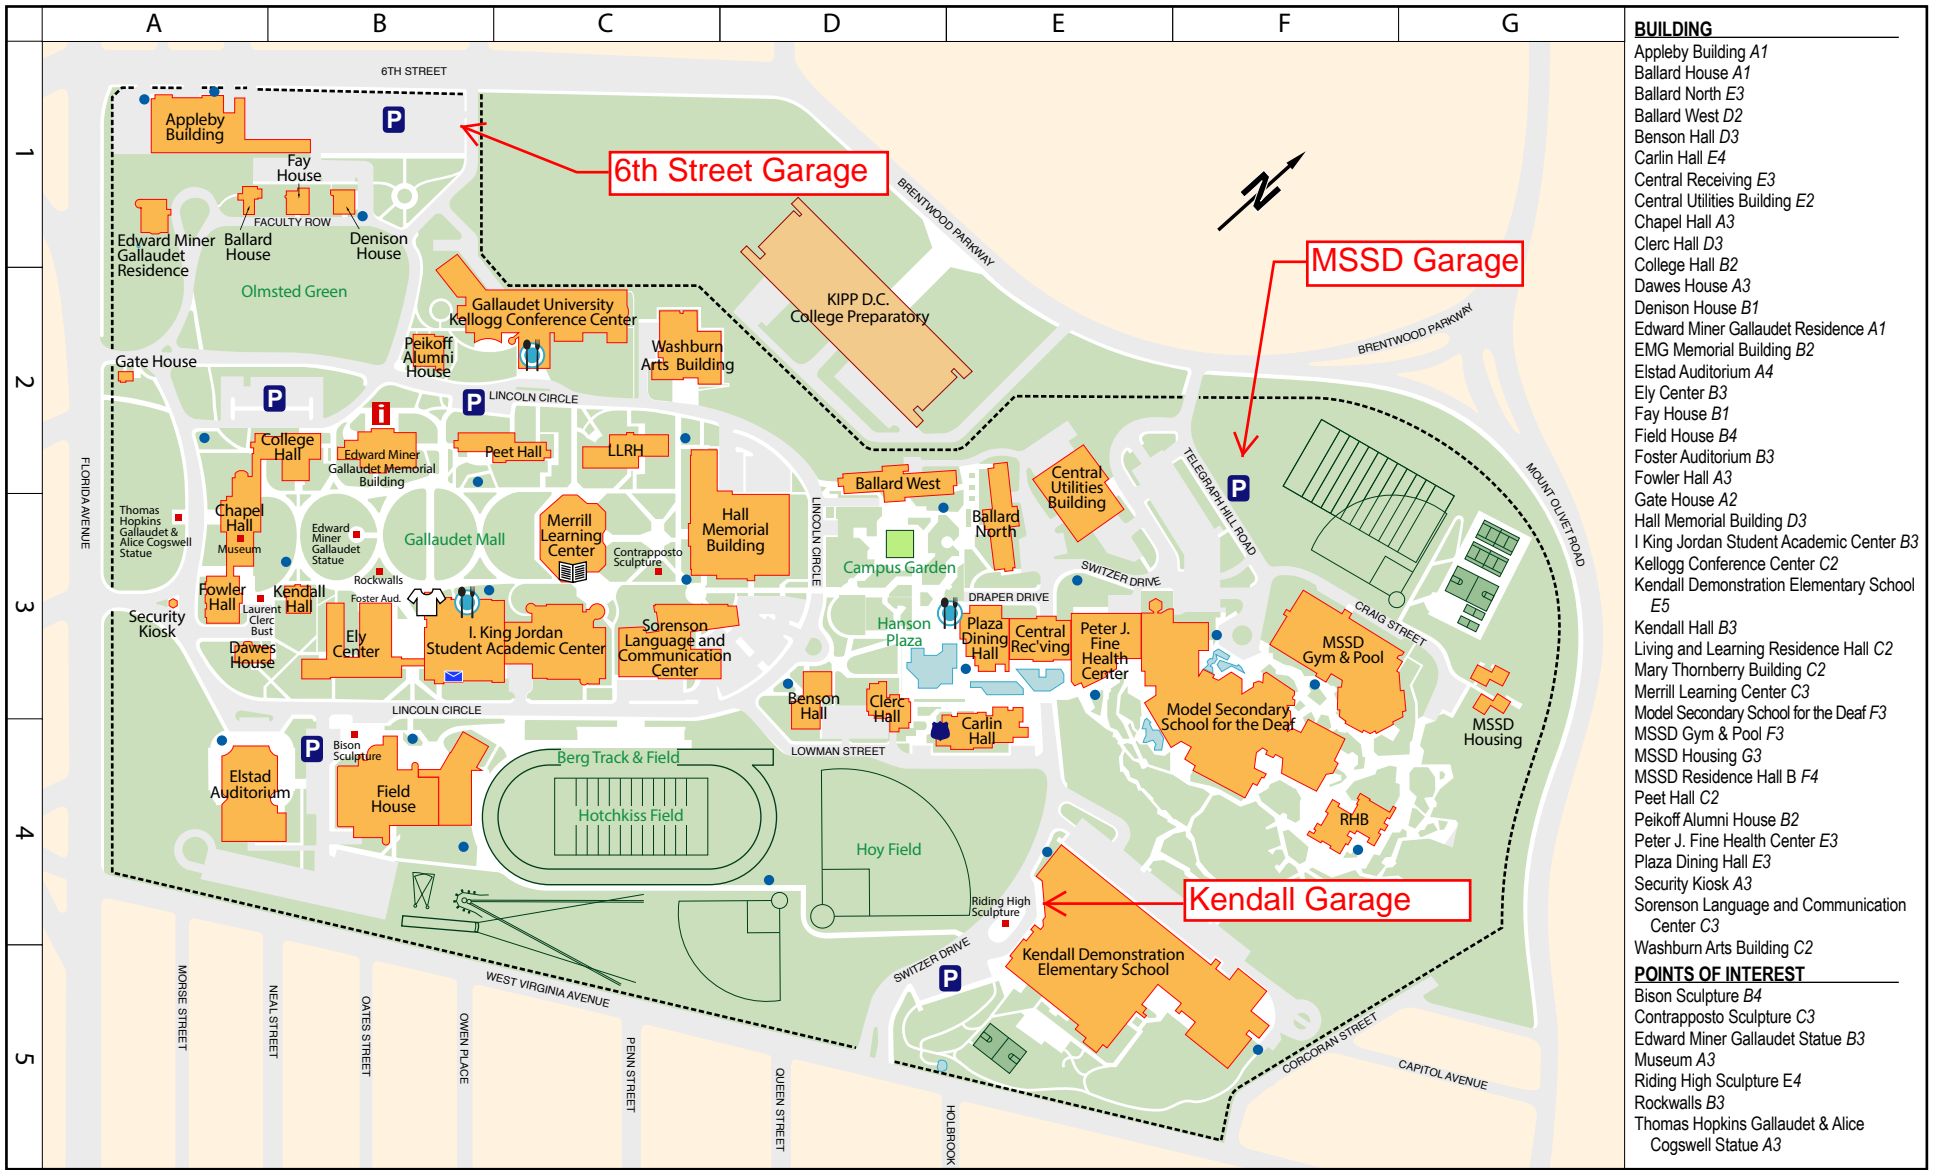 A B C D E F G
1
2
3
4
5
6TH STREET
P
Appleby
Building
6th Street Garage
Fay
House
FACULTY ROW
Edward Miner
Gallaudet
Residence
Ballard
House
Denison
House
BRENTWOOD PARKWAY
N
MSSD Garage
Olmsted Green
Gallaudet University
Kellogg Conference Center
KIPP D.C.
College Preparatory
Peikoff
Alumni
House
Washburn
Arts Building
BRENTWOOD PARKWAY
Gate House
P
P
LINCOLN CIRCLE
i
College
Hall
Edward Miner
Gallaudet Memorial
Building
Peet Hall
LLRH
FLORIDA AVENUE
Ballard West
Central
Utilities
Building
TELEGRAPH HILL ROAD
P
MOUNT OLIVET ROAD
Thomas
Hopkins
Gallaudet &
Alice Cogswell
Statue
Chapel
Hall
Museum
Edward
Miner
Gallaudet
Statue
Gallaudet Mall
Merrill
Learning
Center
Contrapposto
Sculpture
Hall
Memorial
Building
LINCOLN CIRCLE
Ballard
North
Campus Garden
SWITZER DRIVE
Rockwalls
Foster Aud.
Fowler
Hall
Kendall
Hall
Laurent
Clerc
Bust
Security
Kiosk
Dawes
House
Ely
Center
I. King Jordan
Student Academic Center
Sorenson
Language and
Communication
Center
Hanson
Plaza
DRAPER DRIVE
Plaza
Dining
Hall
Central
Rec'ving
Peter J.
Fine
Health
Center
CRAIG STREET
MSSD
Gym & Pool
Benson
Hall
Clerc
Hall
Carlin
Hall
Model Secondary
School for the Deaf
MSSD
Housing
LINCOLN CIRCLE
LOWMAN STREET
P
Bison
Sculpture
Elstad
Auditorium
Field
House
Berg Track & Field
Hotchkiss Field
Hoy Field
RHB
Riding High
Sculpture
Kendall Garage
SWITZER DRIVE
P
Kendall Demonstration
Elementary School
WEST VIRGINIA AVENUE
MORSE STREET
NEAL STREET
OATES STREET
OWEN PLACE
PENN STREET
QUEEN STREET
HOLBROOK
CORCORAN STREET
CAPITOL AVENUE
BUILDING
Appleby Building A1
Ballard House A1
Ballard North E3
Ballard West D2
Benson Hall D3
Carlin Hall E4
Central Receiving E3
Central Utilities Building E2
Chapel Hall A3
Clerc Hall D3
College Hall B2
Dawes House A3
Denison House B1
Edward Miner Gallaudet Residence A1
EMG Memorial Building B2
Elstad Auditorium A4
Ely Center B3
Fay House B1
Field House B4
Foster Auditorium B3
Fowler Hall A3
Gate House A2
Hall Memorial Building D3
I King Jordan Student Academic Center B3
Kellogg Conference Center C2
Kendall Demonstration Elementary School
E5
Kendall Hall B3
Living and Learning Residence Hall C2
Mary Thornberry Building C2
Merrill Learning Center C3
Model Secondary School for the Deaf F3
MSSD Gym & Pool F3
MSSD Housing G3
MSSD Residence Hall B F4
Peet Hall C2
Peikoff Alumni House B2
Peter J. Fine Health Center E3
Plaza Dining Hall E3
Security Kiosk A3
Sorenson Language and Communication
Center C3
Washburn Arts Building C2
POINTS OF INTEREST
Bison Sculpture B4
Contrapposto Sculpture C3
Edward Miner Gallaudet Statue B3
Museum A3
Riding High Sculpture E4
Rockwalls B3
Thomas Hopkins Gallaudet & Alice
Cogswell Statue A3